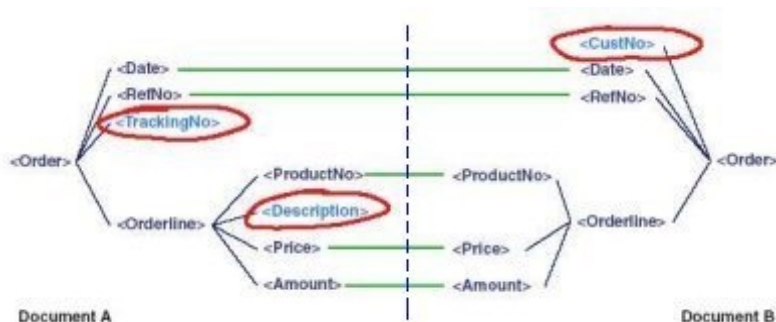 <CustNo>
<Date> <Date>
<RefNo> <RefNo>
<TrackingNo>
<Order> <Order>
<ProductNo> <ProductNo>
<Description>
<Orderline> <Orderline>
<Price> <Price>
<Amount> <Amount>
Document A Document B